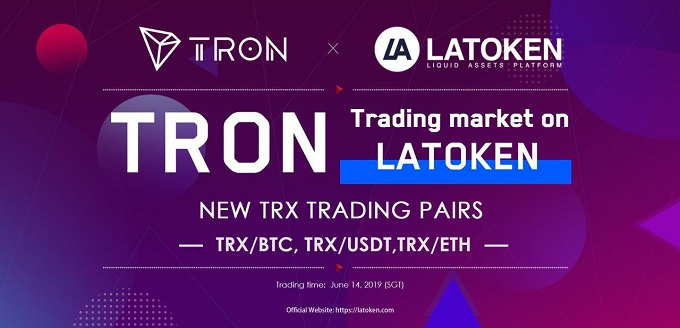 TRON × LATOKEN
LIQUID ASSETS PLATFORM
TRON
Trading market on
LATOKEN
NEW TRX TRADING PAIRS
— TRX/BTC, TRX/USDT,TRX/ETH —
Trading time: June 14, 2019 (SGT)
Official Website: https://latoken.com